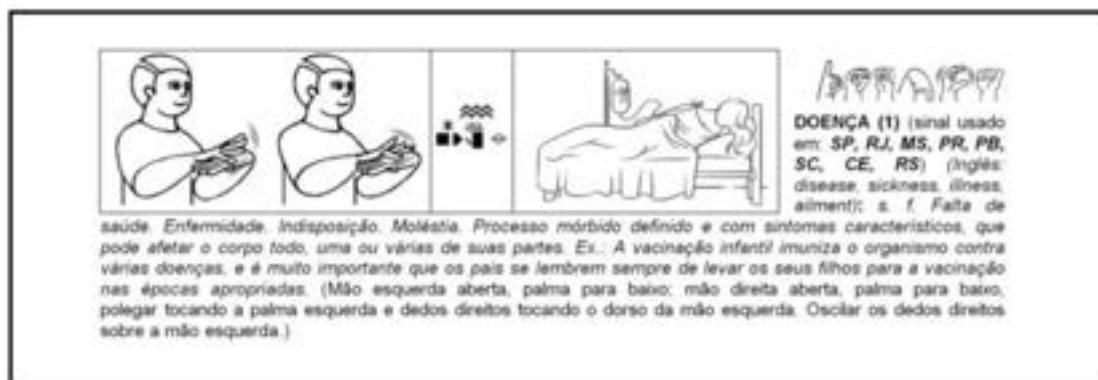 DOENÇA (1) (sinal usado
em: SP, RJ, MS, PR, PB,
SC, CE, RS) (Inglês:
disease, sickness, illness,
ailment): s. f. Falta de
saúde. Enfermidade. Indisposição. Moléstia. Processo mórbido definido e com sintomas característicos, que
pode afetar o corpo todo, uma ou várias de suas partes. Ex.: A vacinação infantil imuniza o organismo contra
várias doenças, e é muito importante que os pais se lembrem sempre de levar os seus filhos para a vacinação
nas épocas apropriadas. (Mão esquerda aberta, palma para baixo; mão direita aberta, palma para baixo,
polegar tocando a palma esquerda e dedos direitos tocando o dorso da mão esquerda. Oscilar os dedos direitos
sobre a mão esquerda.)